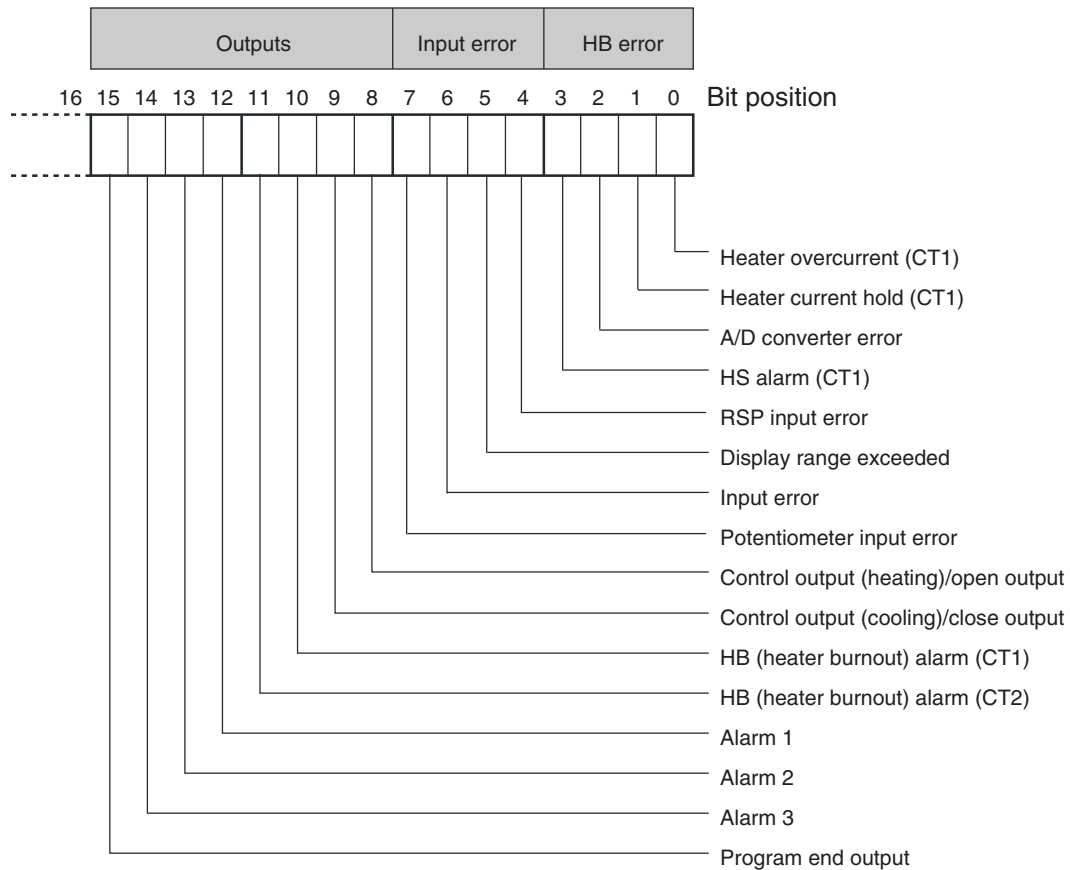 Outputs Input error HB error
16 15 14 13 12 11 10 9 8 7 6 5 4 3 2 1 0 Bit position
Heater overcurrent (CT1)
Heater current hold (CT1)
A/D converter error
HS alarm (CT1)
RSP input error
Display range exceeded
Input error
Potentiometer input error
Control output (heating)/open output
Control output (cooling)/close output
HB (heater burnout) alarm (CT1)
HB (heater burnout) alarm (CT2)
Alarm 1
Alarm 2
Alarm 3
Program end output